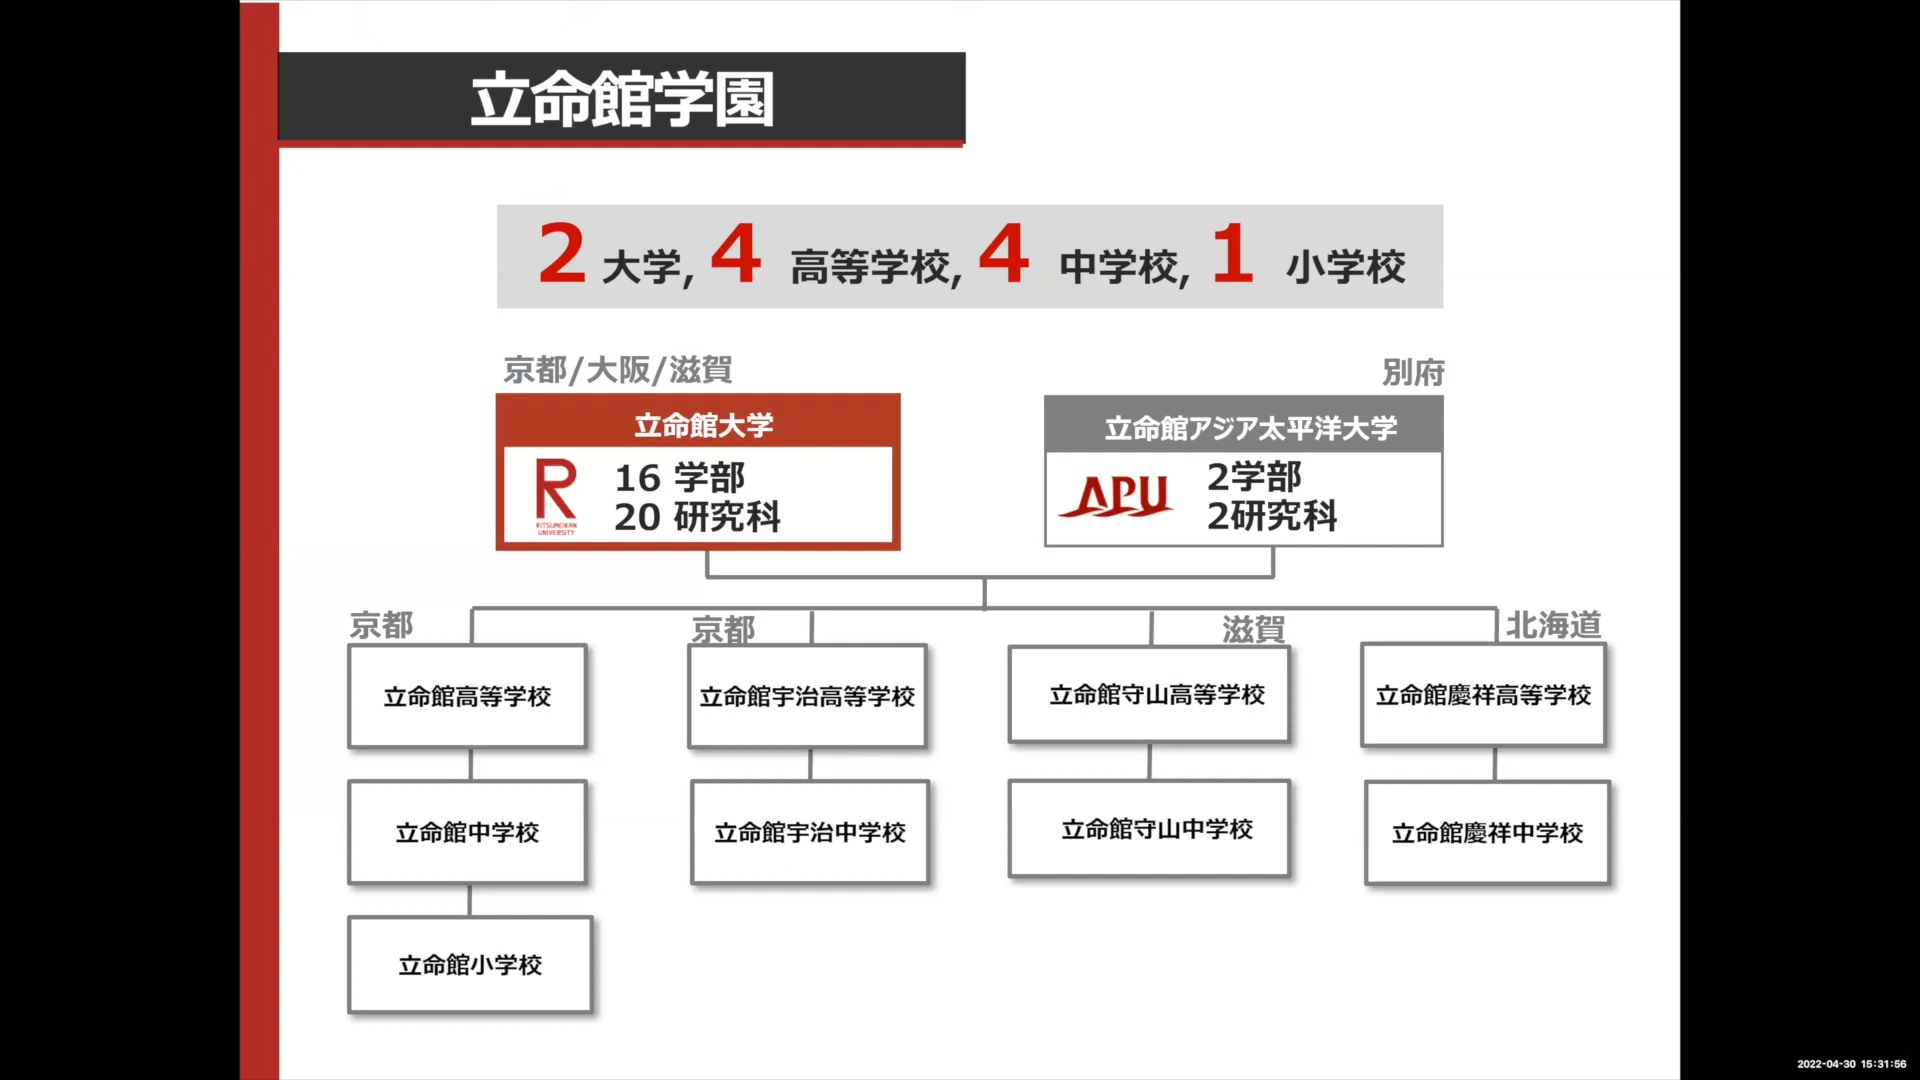 立命館学園
2 大学, 4 高等学校, 4 中学校, 1 小学校
京都/大阪/滋賀
別府
立命館大学
R
RITSUMEIKAN
UNIVERSITY
16 学部
20 研究科
立命館アジア太平洋大学
APU
2学部
2研究科
京都
京都
滋賀
北海道
立命館高等学校
立命館宇治高等学校
立命館守山高等学校
立命館慶祥高等学校
立命館中学校
立命館宇治中学校
立命館守山中学校
立命館慶祥中学校
立命館小学校
2022-04-30 15:31:56